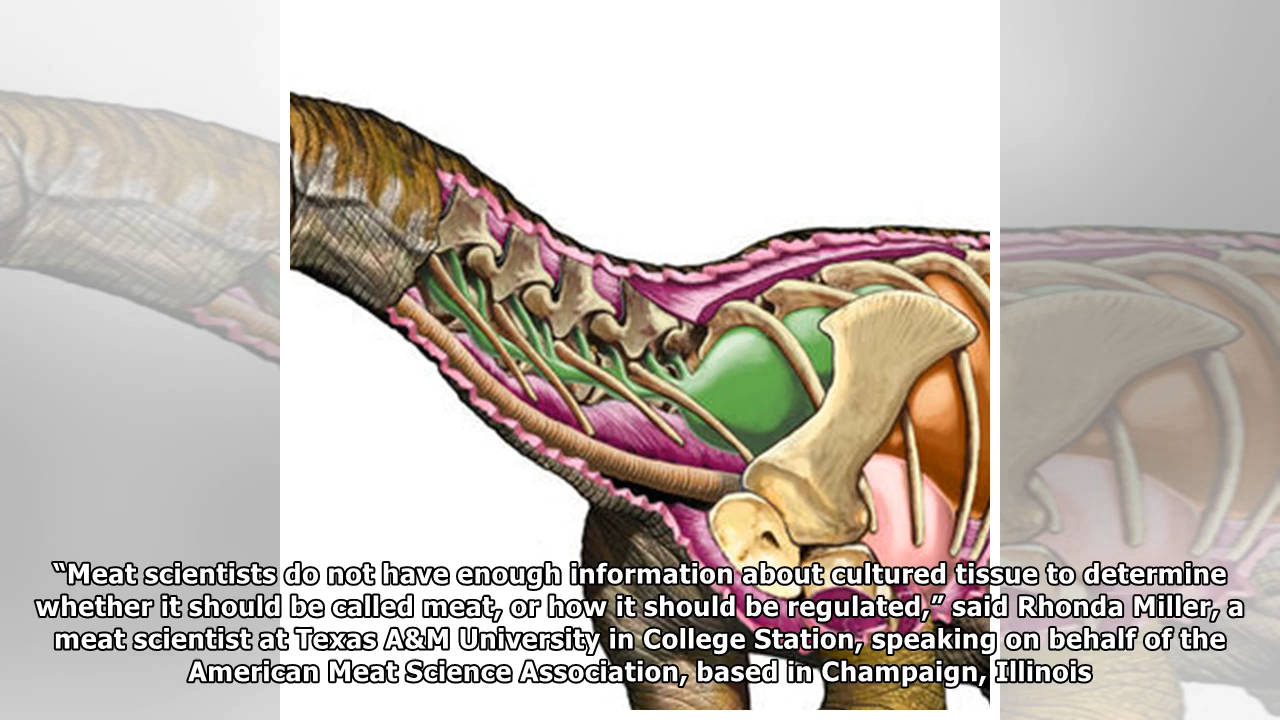 “Meat scientists do not have enough information about cultured tissue to determine
whether it should be called meat, or how it should be regulated,” said Rhonda Miller, a
meat scientist at Texas A&M University in College Station, speaking on behalf of the
American Meat Science Association, based in Champaign, Illinois